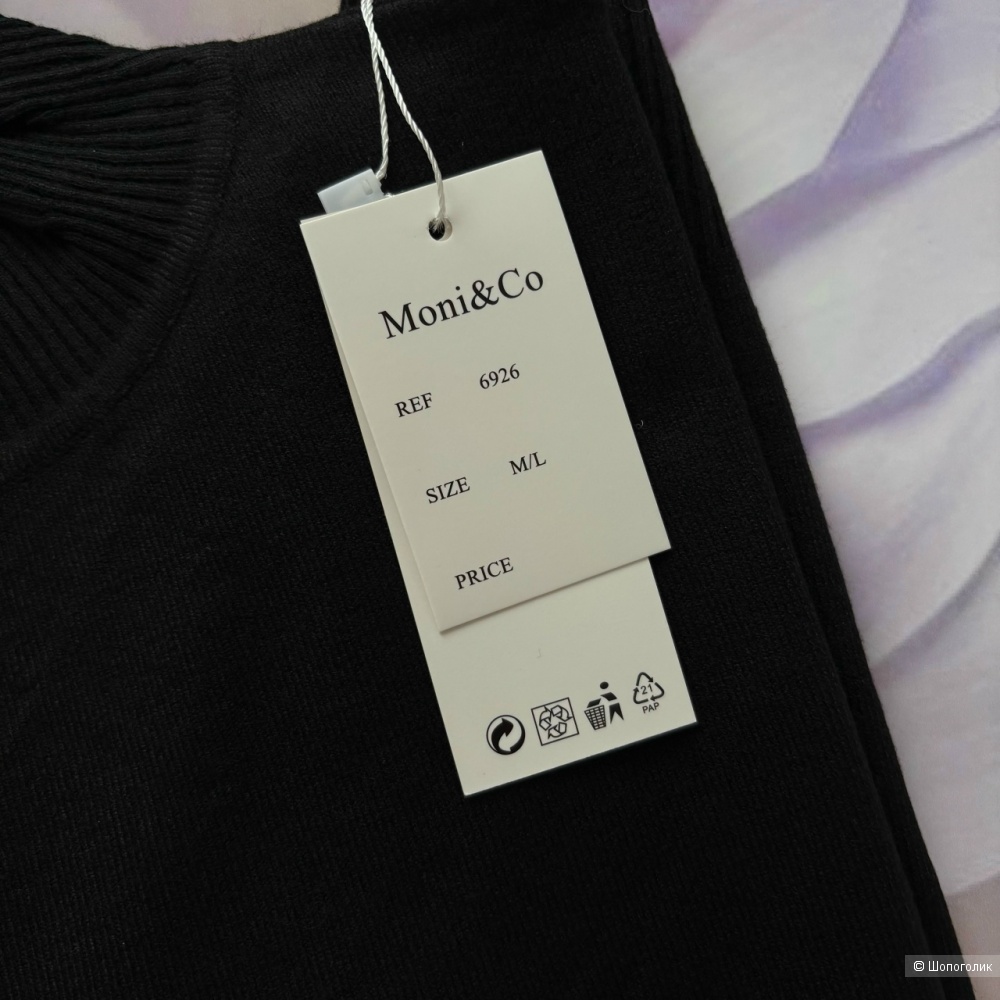 Moni&Co
REF 6926
SIZE M/L
PRICE
21
PAP
© Шопоголик